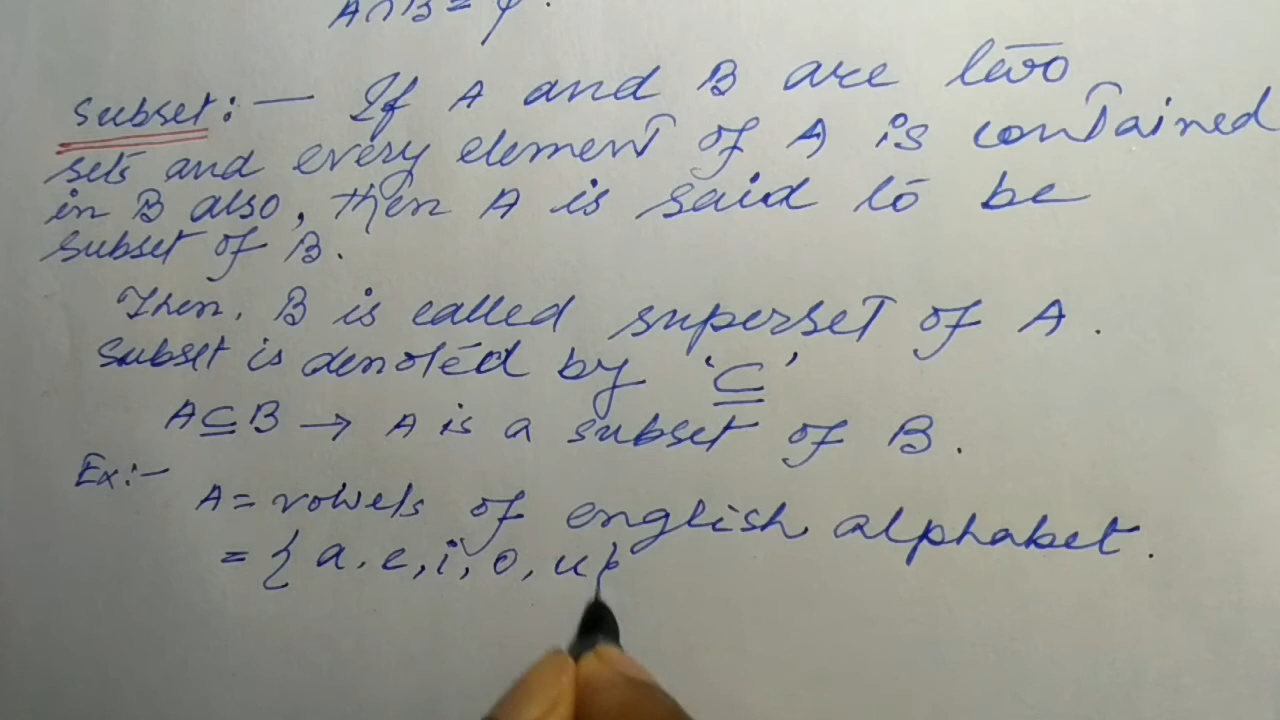 A∩B = φ.
Subset :— If A and B are two
sets and every element of A is contained
in B also, then A is said to be
subset of B.
Then, B is called superset of A.
Subset is denoted by '⊆'
A⊆B → A is a subset of B.
Ex:-
A = vowels of english alphabet.
= { a, e, i, o, u}